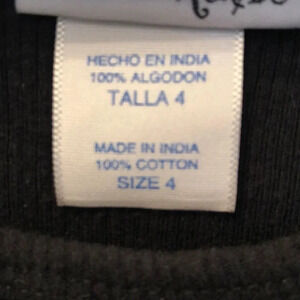 HECHO EN INDIA
100% ALGODON
TALLA 4
MADE IN INDIA
100% COTTON
SIZE 4